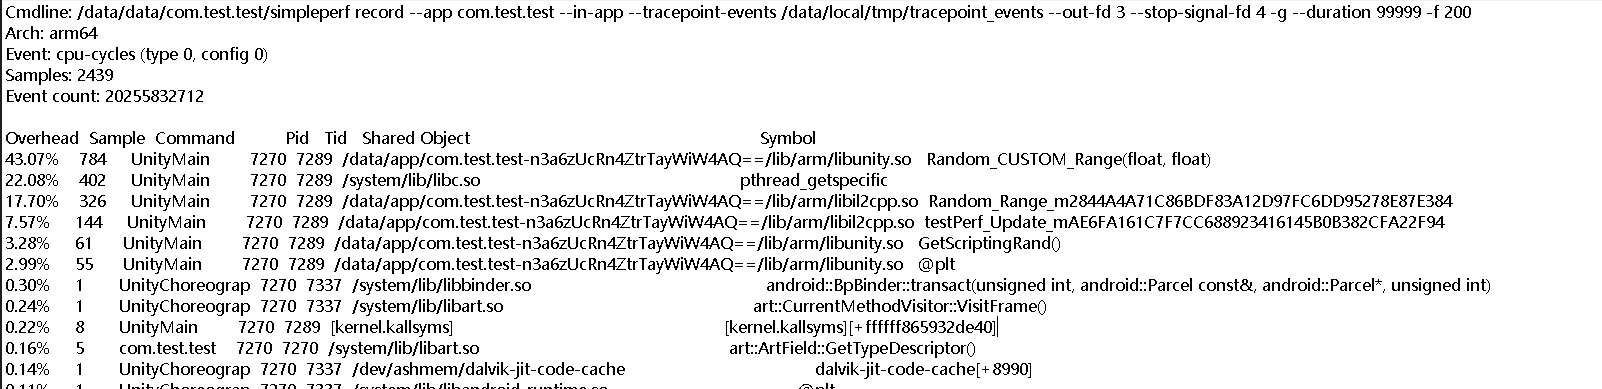 Cmdline: /data/data/com.test.test/simpleperf record --app com.test.test --in-app --tracepoint-events /data/local/tmp/tracepoint_events --out-fd 3 --stop-signal-fd 4 -g --duration 99999 -f 200
Arch: arm64
Event: cpu-cycles (type 0, config 0)
Samples: 2439
Event count: 20255832712
Overhead Sample Command Pid Tid Shared Object Symbol
43.07% 784 UnityMain 7270 7289 /data/app/com.test.test-n3a6zUcRn4ZtrTayWiW4AQ==/lib/arm/libunity.so Random_CUSTOM_Range(float, float)
22.08% 402 UnityMain 7270 7289 /system/lib/libc.so pthread_getspecific
17.70% 326 UnityMain 7270 7289 /data/app/com.test.test-n3a6zUcRn4ZtrTayWiW4AQ==/lib/arm/libil2cpp.so Random_Range_m2844A4A71C86BDF83A12D97FC6DD95278E87E384
7.57% 144 UnityMain 7270 7289 /data/app/com.test.test-n3a6zUcRn4ZtrTayWiW4AQ==/lib/arm/libil2cpp.so testPerf_Update_mAE6FA161C7F7CC688923416145B0B382CFA22F94
3.28% 61 UnityMain 7270 7289 /data/app/com.test.test-n3a6zUcRn4ZtrTayWiW4AQ==/lib/arm/libunity.so GetScriptingRand()
2.99% 55 UnityMain 7270 7289 /data/app/com.test.test-n3a6zUcRn4ZtrTayWiW4AQ==/lib/arm/libunity.so @plt
0.30% 1 UnityChoreograp 7270 7337 /system/lib/libbinder.so android::BpBinder::transact(unsigned int, android::Parcel const&, android::Parcel*, unsigned int)
0.24% 1 UnityChoreograp 7270 7337 /system/lib/libart.so art::CurrentMethodVisitor::VisitFrame()
0.22% 8 UnityMain 7270 7289 [kernel.kallsyms] [kernel.kallsyms][+ffffff865932de40]
0.16% 5 com.test.test 7270 7270 /system/lib/libart.so art::ArtField::GetTypeDescriptor()
0.14% 1 UnityChoreograp 7270 7337 /dev/ashmem/dalvik-jit-code-cache dalvik-jit-code-cache[+8990]
0.11% 1 UnityChoreograp 7270 7337 /system/lib/libandroid_runtime.so @plt